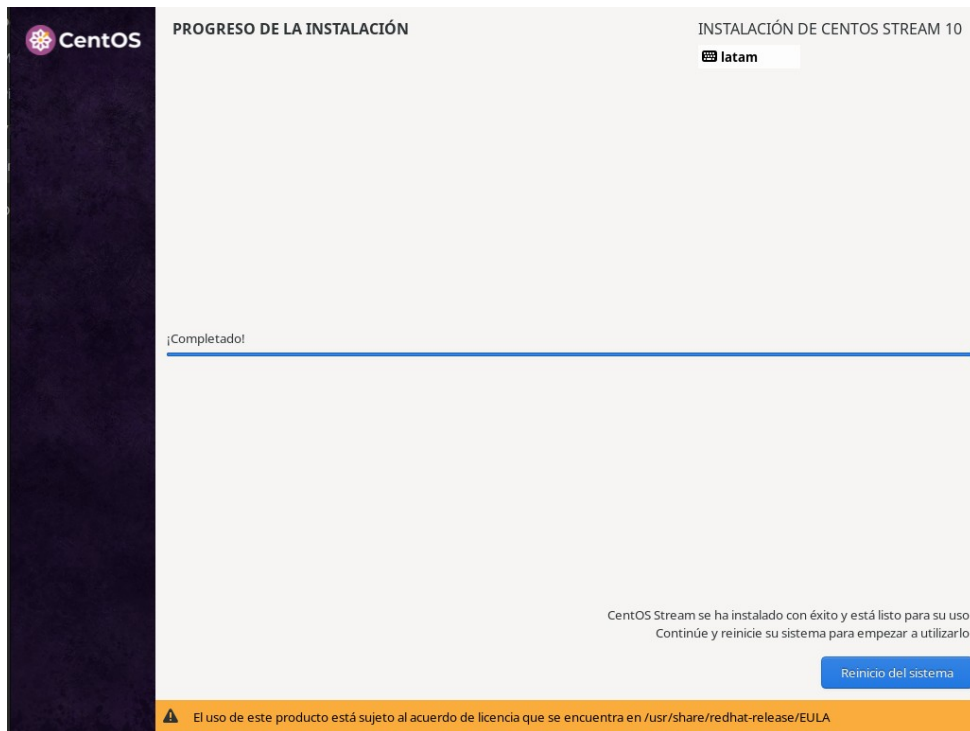 CentOS
PROGRESO DE LA INSTALACIÓN
INSTALACIÓN DE CENTOS STREAM 10
latam
¡Completado!
CentOS Stream se ha instalado con éxito y está listo para su uso
Continúe y reinicie su sistema para empezar a utilizarlo
Reinicio del sistema
El uso de este producto está sujeto al acuerdo de licencia que se encuentra en /usr/share/redhat-release/EULA